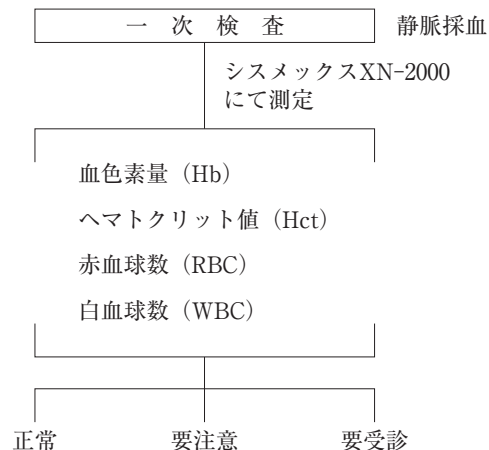 一次検査 静脈採血
シスメックスXN-2000
にて測定
血色素量（Hb）
ヘマトクリット値（Hct）
赤血球数（RBC）
白血球数（WBC）
正常 要注意 要受診